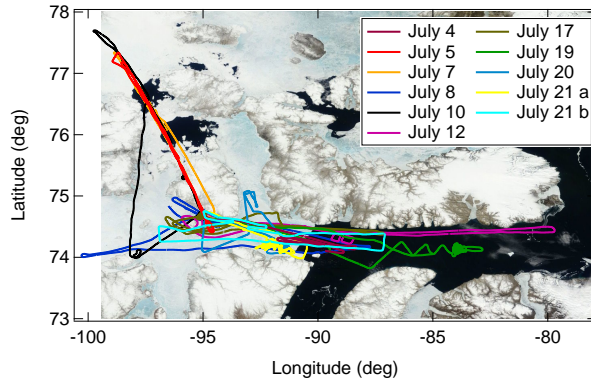 78
77
76
75
74
73
Latitude (deg)
July 4
July 5
July 7
July 8
July 10
July 12
July 17
July 19
July 20
July 21 a
July 21 b
-100
-95
-90
-85
-80
Longitude (deg)